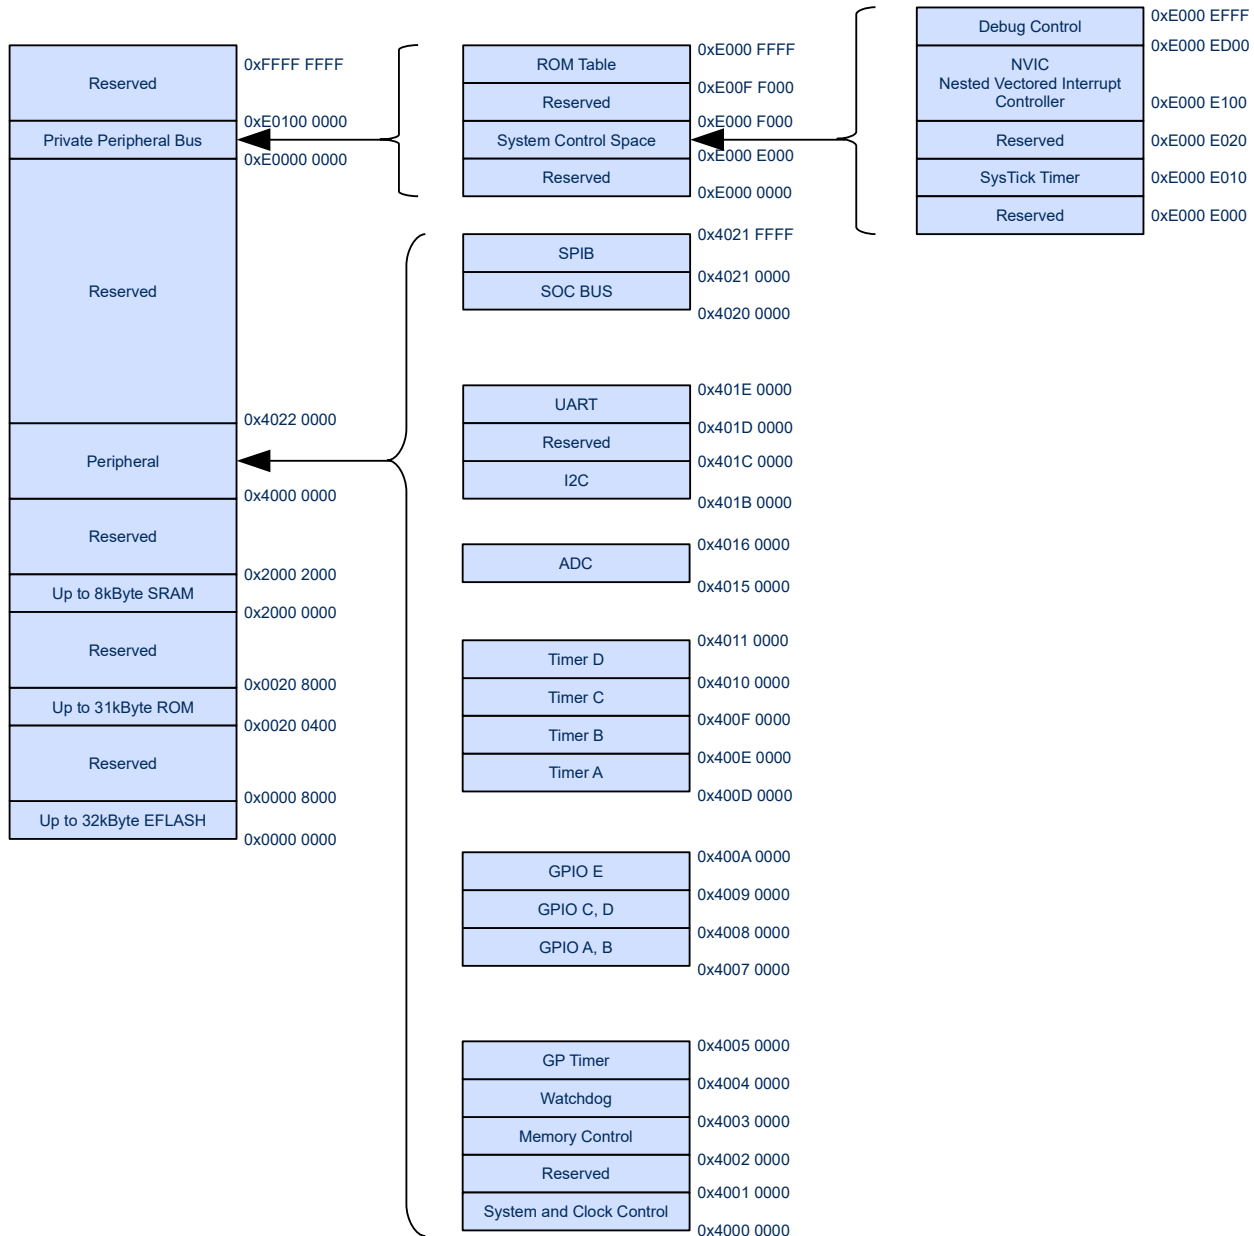 Reserved
Private Peripheral Bus
Reserved
Peripheral
Reserved
Up to 8kByte SRAM
Reserved
Up to 31kByte ROM
Reserved
Up to 32kByte EFLASH
0xFFFF FFFF
0xE0100 0000
0xE0000 0000
0x4022 0000
0x4000 0000
0x2000 2000
0x2000 0000
0x0020 8000
0x0020 0400
0x0000 8000
0x0000 0000
ROM Table
Reserved
System Control Space
Reserved
0xE000 FFFF
0xE00F F000
0xE000 F000
0xE000 E000
0xE000 0000
SPIB
SOC BUS
0x4021 FFFF
0x4021 0000
0x4020 0000
UART
Reserved
I2C
0x401E 0000
0x401D 0000
0x401C 0000
0x401B 0000
ADC
0x4016 0000
0x4015 0000
Timer D
Timer C
Timer B
Timer A
0x4011 0000
0x4010 0000
0x400F 0000
0x400E 0000
0x400D 0000
GPIO E
GPIO C, D
GPIO A, B
0x400A 0000
0x4009 0000
0x4008 0000
0x4007 0000
GP Timer
Watchdog
Memory Control
Reserved
System and Clock Control
0x4005 0000
0x4004 0000
0x4003 0000
0x4002 0000
0x4001 0000
0x4000 0000
Debug Control
NVIC
Nested Vectored Interrupt
Controller
Reserved
SysTick Timer
Reserved
0xE000 EFFF
0xE000 ED00
0xE000 E100
0xE000 E020
0xE000 E010
0xE000 E000